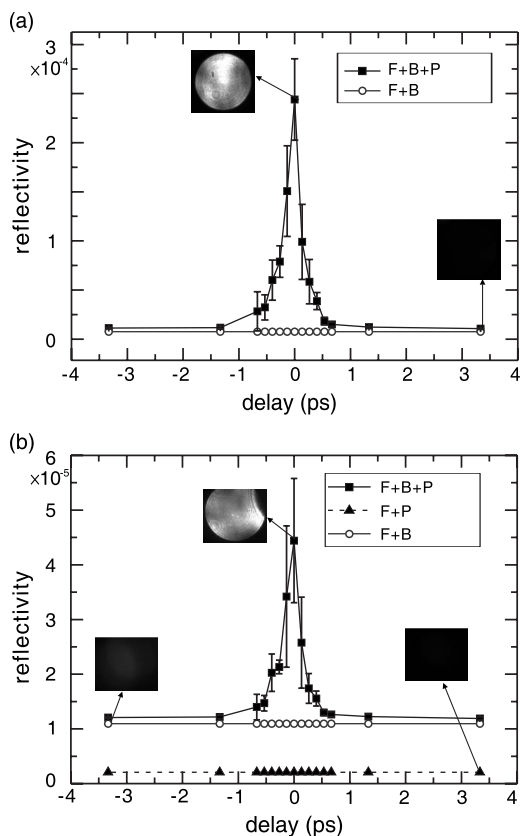 (a)
3
×10-4
F+B+P
F+B
2
1
0
reflectivity
-4 -3 -2 -1 0 1 2 3 4
delay (ps)
(b)
6
×10-5
F+B+P
F+P
F+B
5
4
3
2
1
0
reflectivity
-4 -3 -2 -1 0 1 2 3 4
delay (ps)